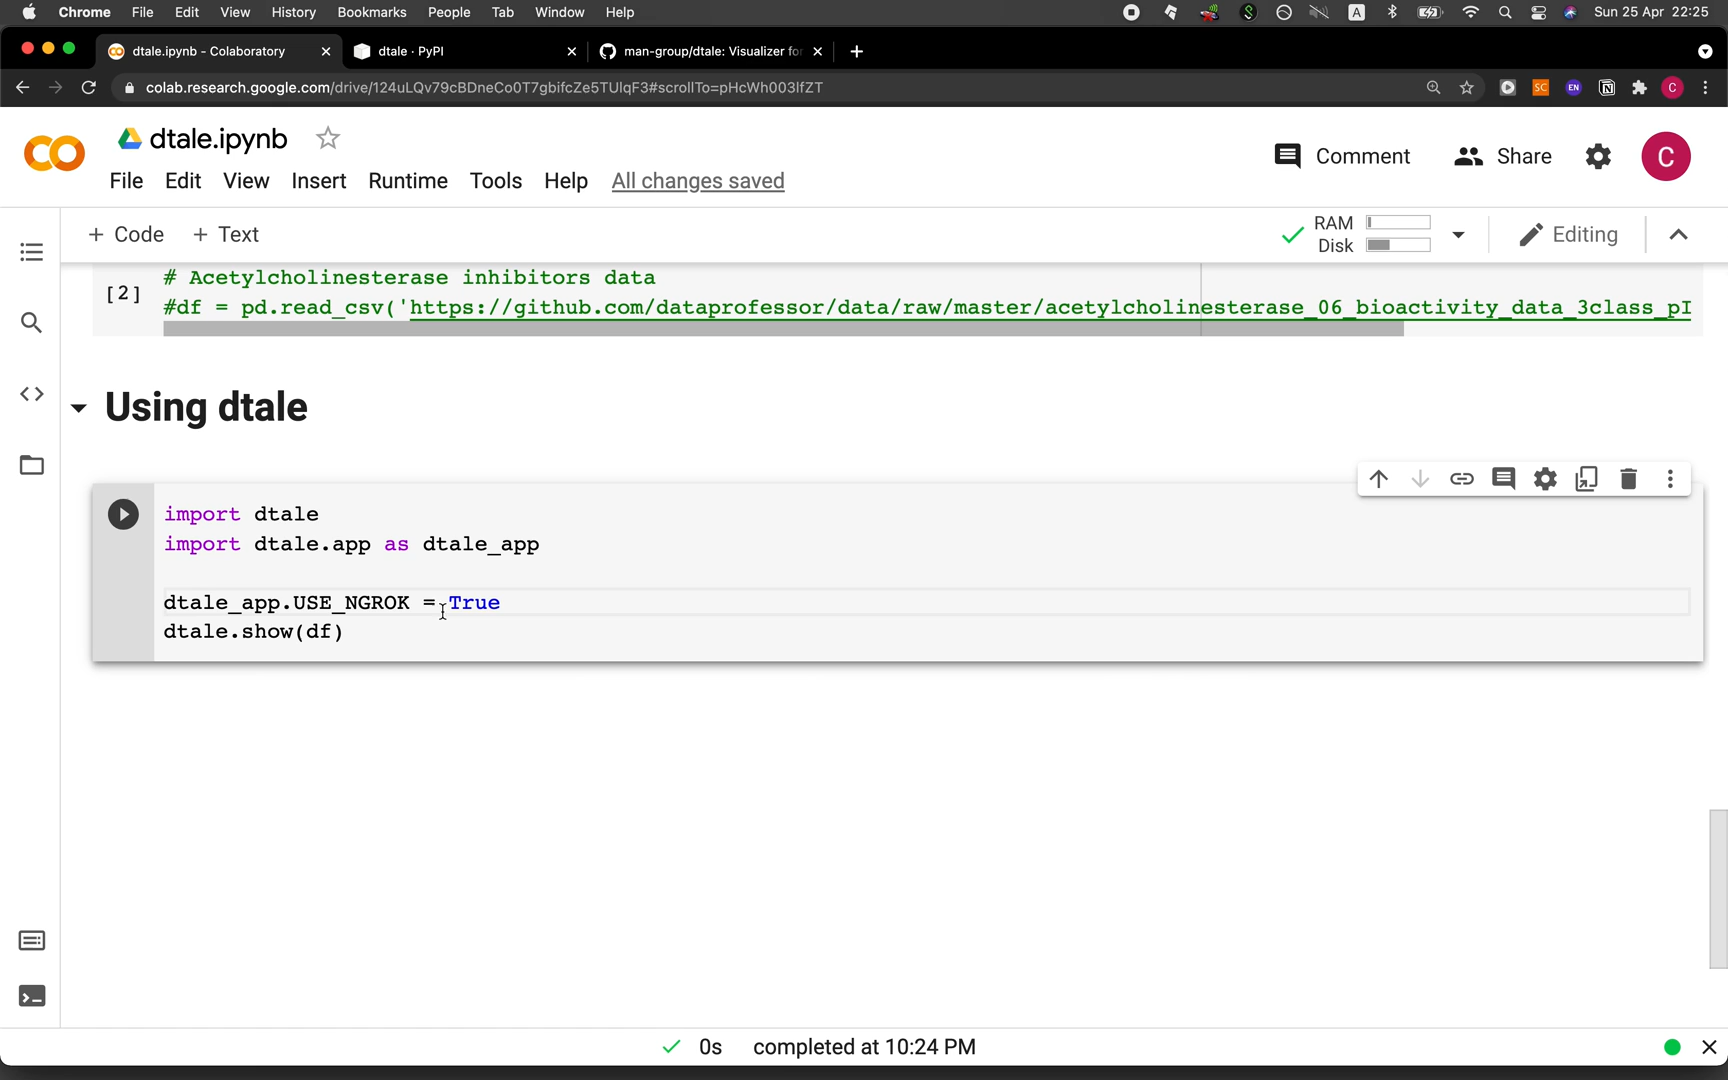 Chrome File Edit View History Bookmarks People Tab Window Help
A Sun 25 Apr 22:25
dtale.ipynb - Colaboratory
dtale · PyPI
man-group/dtale: Visualizer for
colab.research.google.com/drive/124uLQv79cBDneCo0T7gbifcZe5TUlqF3#scrollTo=pHcWh003IfZT
SC EN C
dtale.ipynb
Comment Share C
File Edit View Insert Runtime Tools Help All changes saved
+ Code + Text
RAM
Disk
Editing
[2]
# Acetylcholinesterase inhibitors data
#df = pd.read_csv('https://github.com/dataprofessor/data/raw/master/acetylcholinesterase_06_bioactivity_data_3class_pI
Using dtale
import dtale
import dtale.app as dtale_app
dtale_app.USE_NGROK = True
dtale.show(df)
0s completed at 10:24 PM